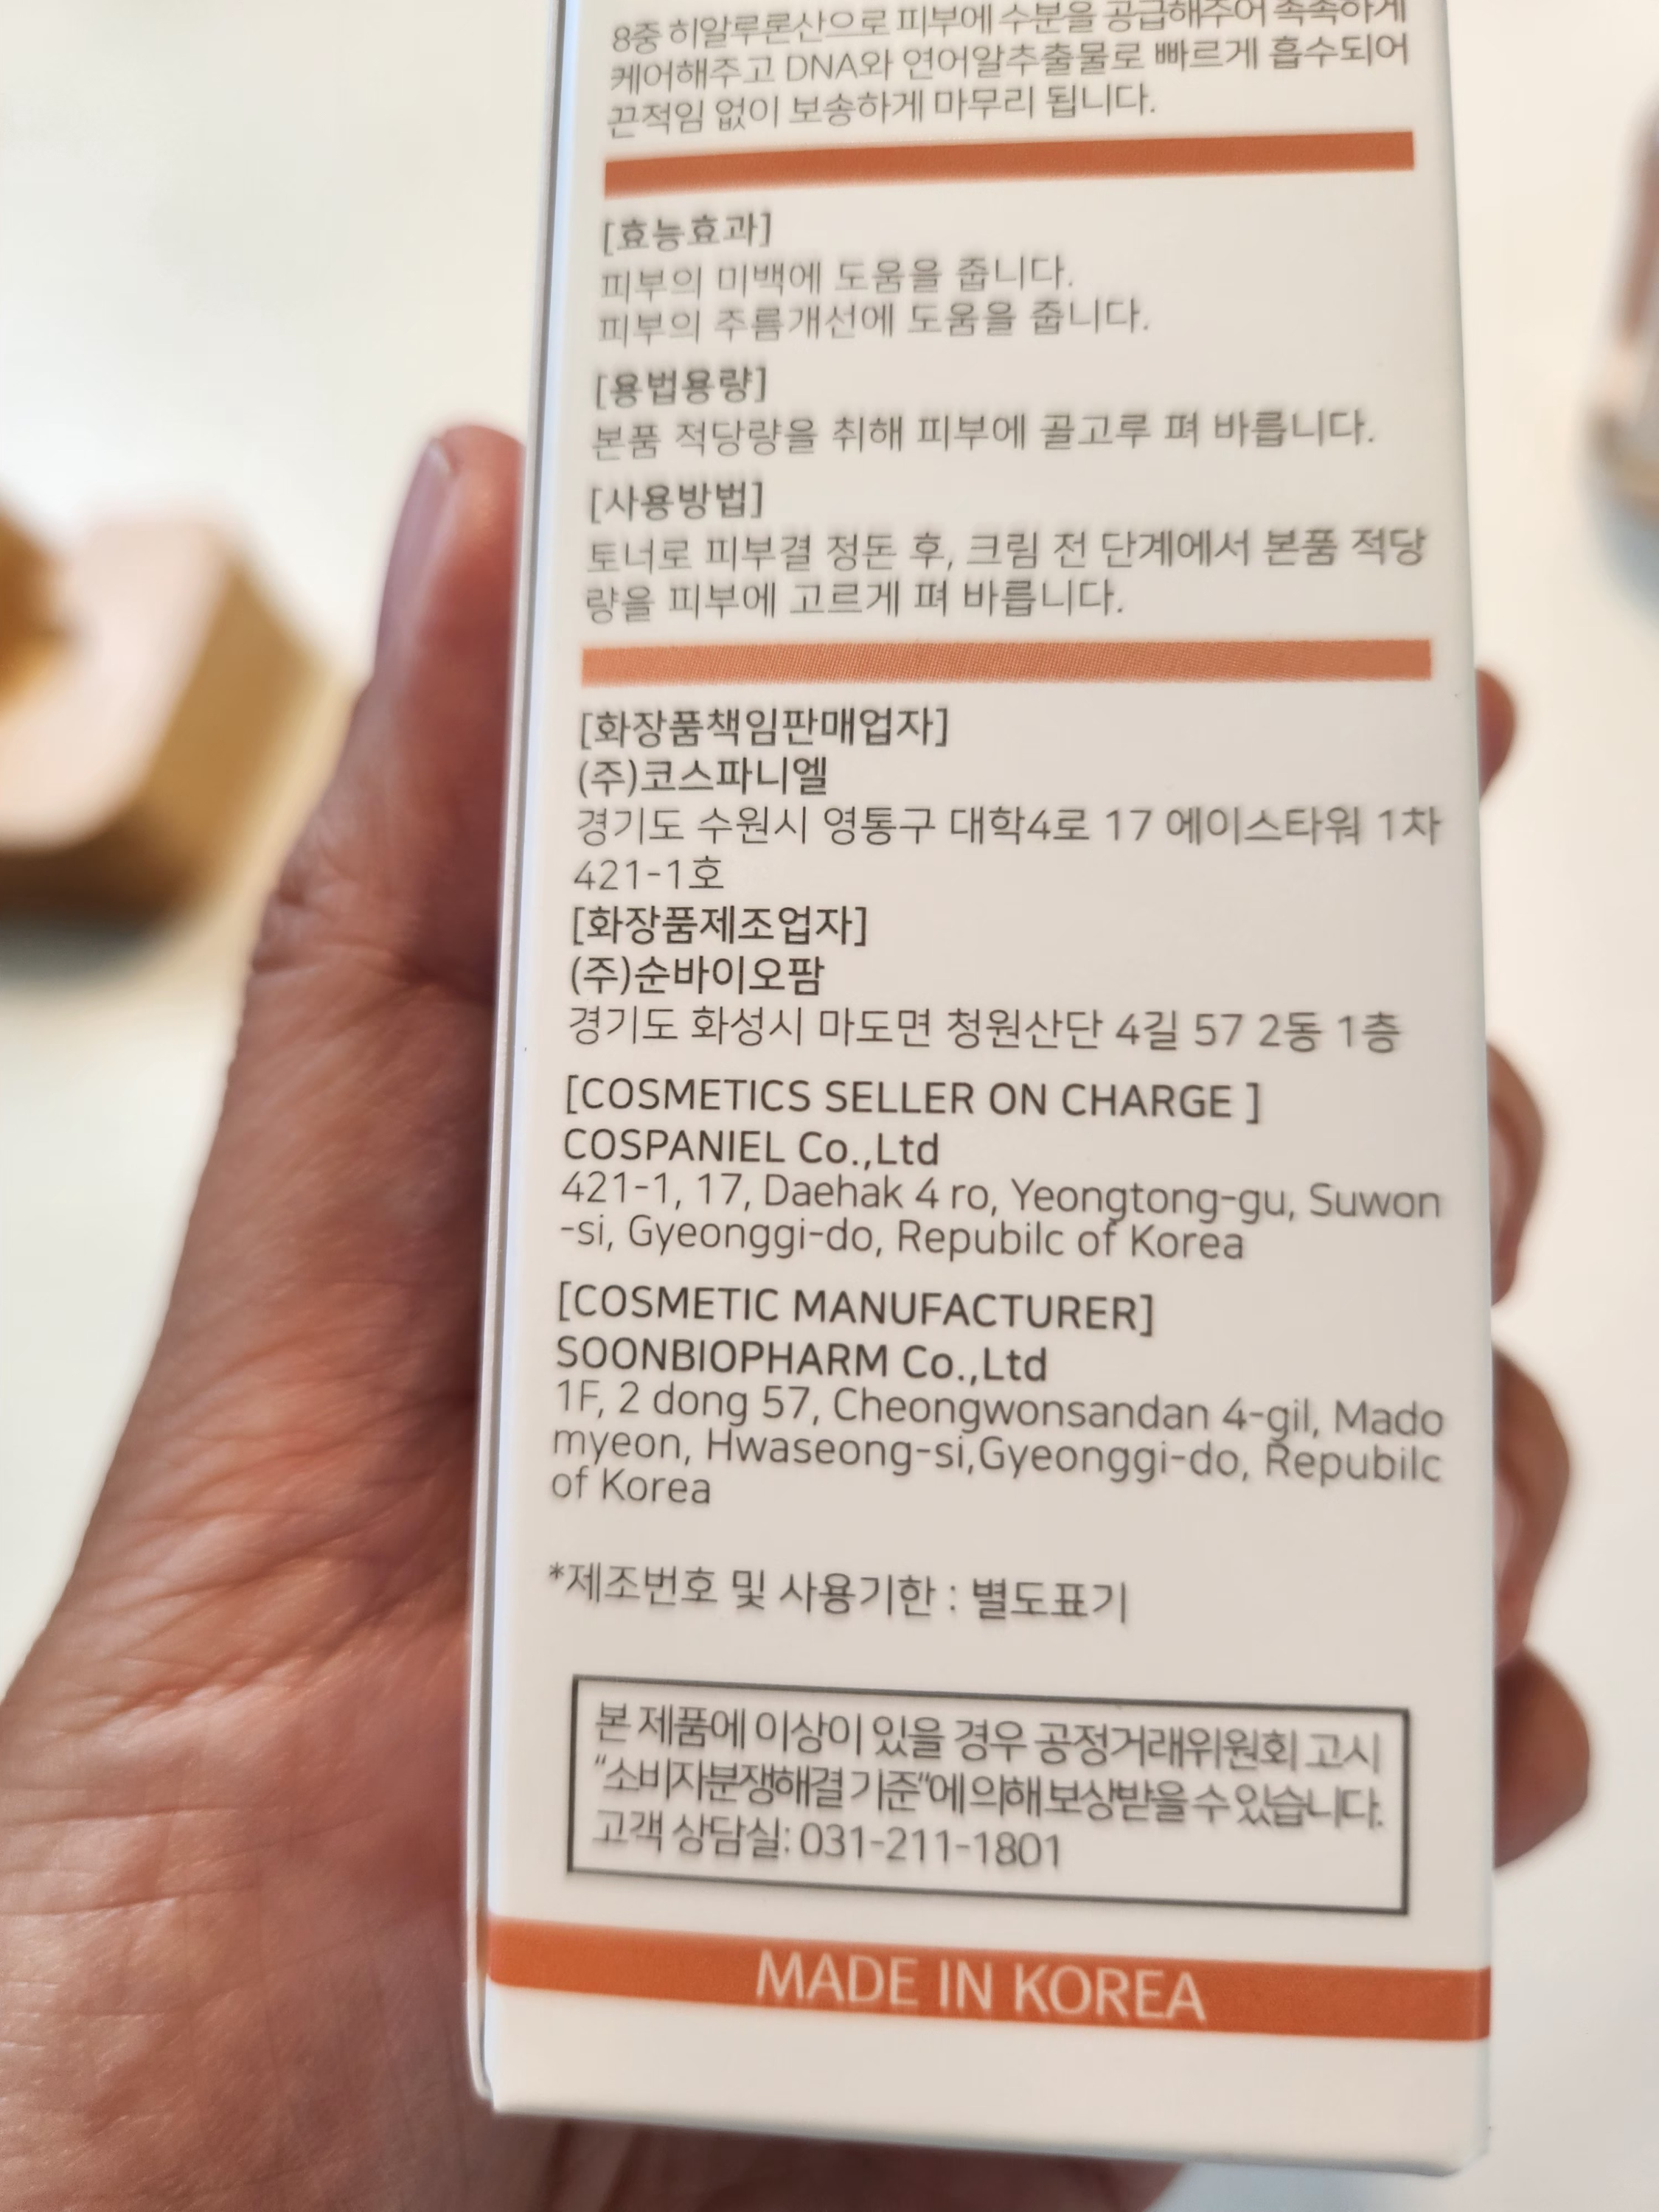 8중 히알루론산으로 피부에 수분을 공급해주어 촉촉하게
케어해주고 DNA와 연어알추출물로 빠르게 흡수되어
끈적임 없이 보송하게 마무리 됩니다.
[효능효과]
피부의 미백에 도움을 줍니다.
피부의 주름개선에 도움을 줍니다.
[용법용량]
본품 적당량을 취해 피부에 골고루 펴 바릅니다.
[사용방법]
토너로 피부결 정돈 후, 크림 전 단계에서 본품 적당
량을 피부에 고르게 펴 바릅니다.
[화장품책임판매업자]
(주)코스파니엘
경기도 수원시 영통구 대학4로 17 에이스타워 1차
421-1호
[화장품제조업자]
(주)순바이오팜
경기도 화성시 마도면 청원산단 4길 57 2동 1층
[COSMETICS SELLER ON CHARGE ]
COSPANIEL Co.,Ltd
421-1, 17, Daehak 4 ro, Yeongtong-gu, Suwon
-si, Gyeonggi-do, Repubilc of Korea
[COSMETIC MANUFACTURER]
SOONBIOPHARM Co.,Ltd
1F, 2 dong 57, Cheongwonsandan 4-gil, Mado
myeon, Hwaseong-si,Gyeonggi-do, Repubilc
of Korea
*제조번호 및 사용기한 : 별도표기
본 제품에 이상이 있을 경우 공정거래위원회 고시
“소비자분쟁해결 기준”에 의해 보상받을 수 있습니다.
고객 상담실: 031-211-1801
MADE IN KOREA